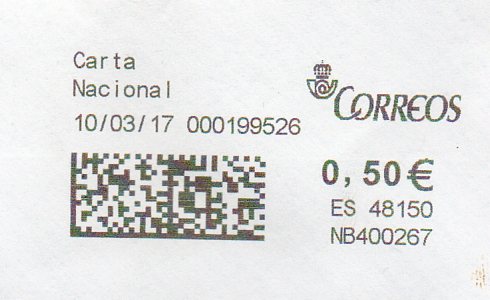 Carta
Nacional
10/03/17 000199526
CORREOS
0,50€
ES 48150
NB400267